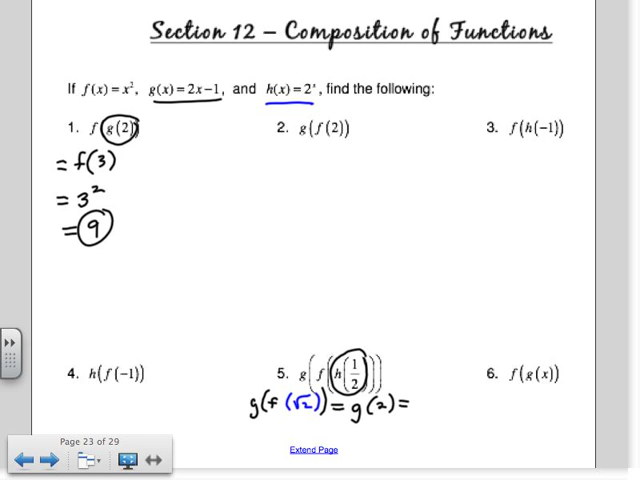 Section 12 – Composition of Functions
If f(x) = x², g(x) = 2x−1, and h(x) = 2ˣ, find the following:
1. f(g(2)) 2. g(f(2)) 3. f(h(−1))
= f(3)
= 3²
= 9
4. h(f(−1)) 5. g(f(h(1/2))) 6. f(g(x))
g(f(√2)) = g(2) =
Extend Page
Page 23 of 29